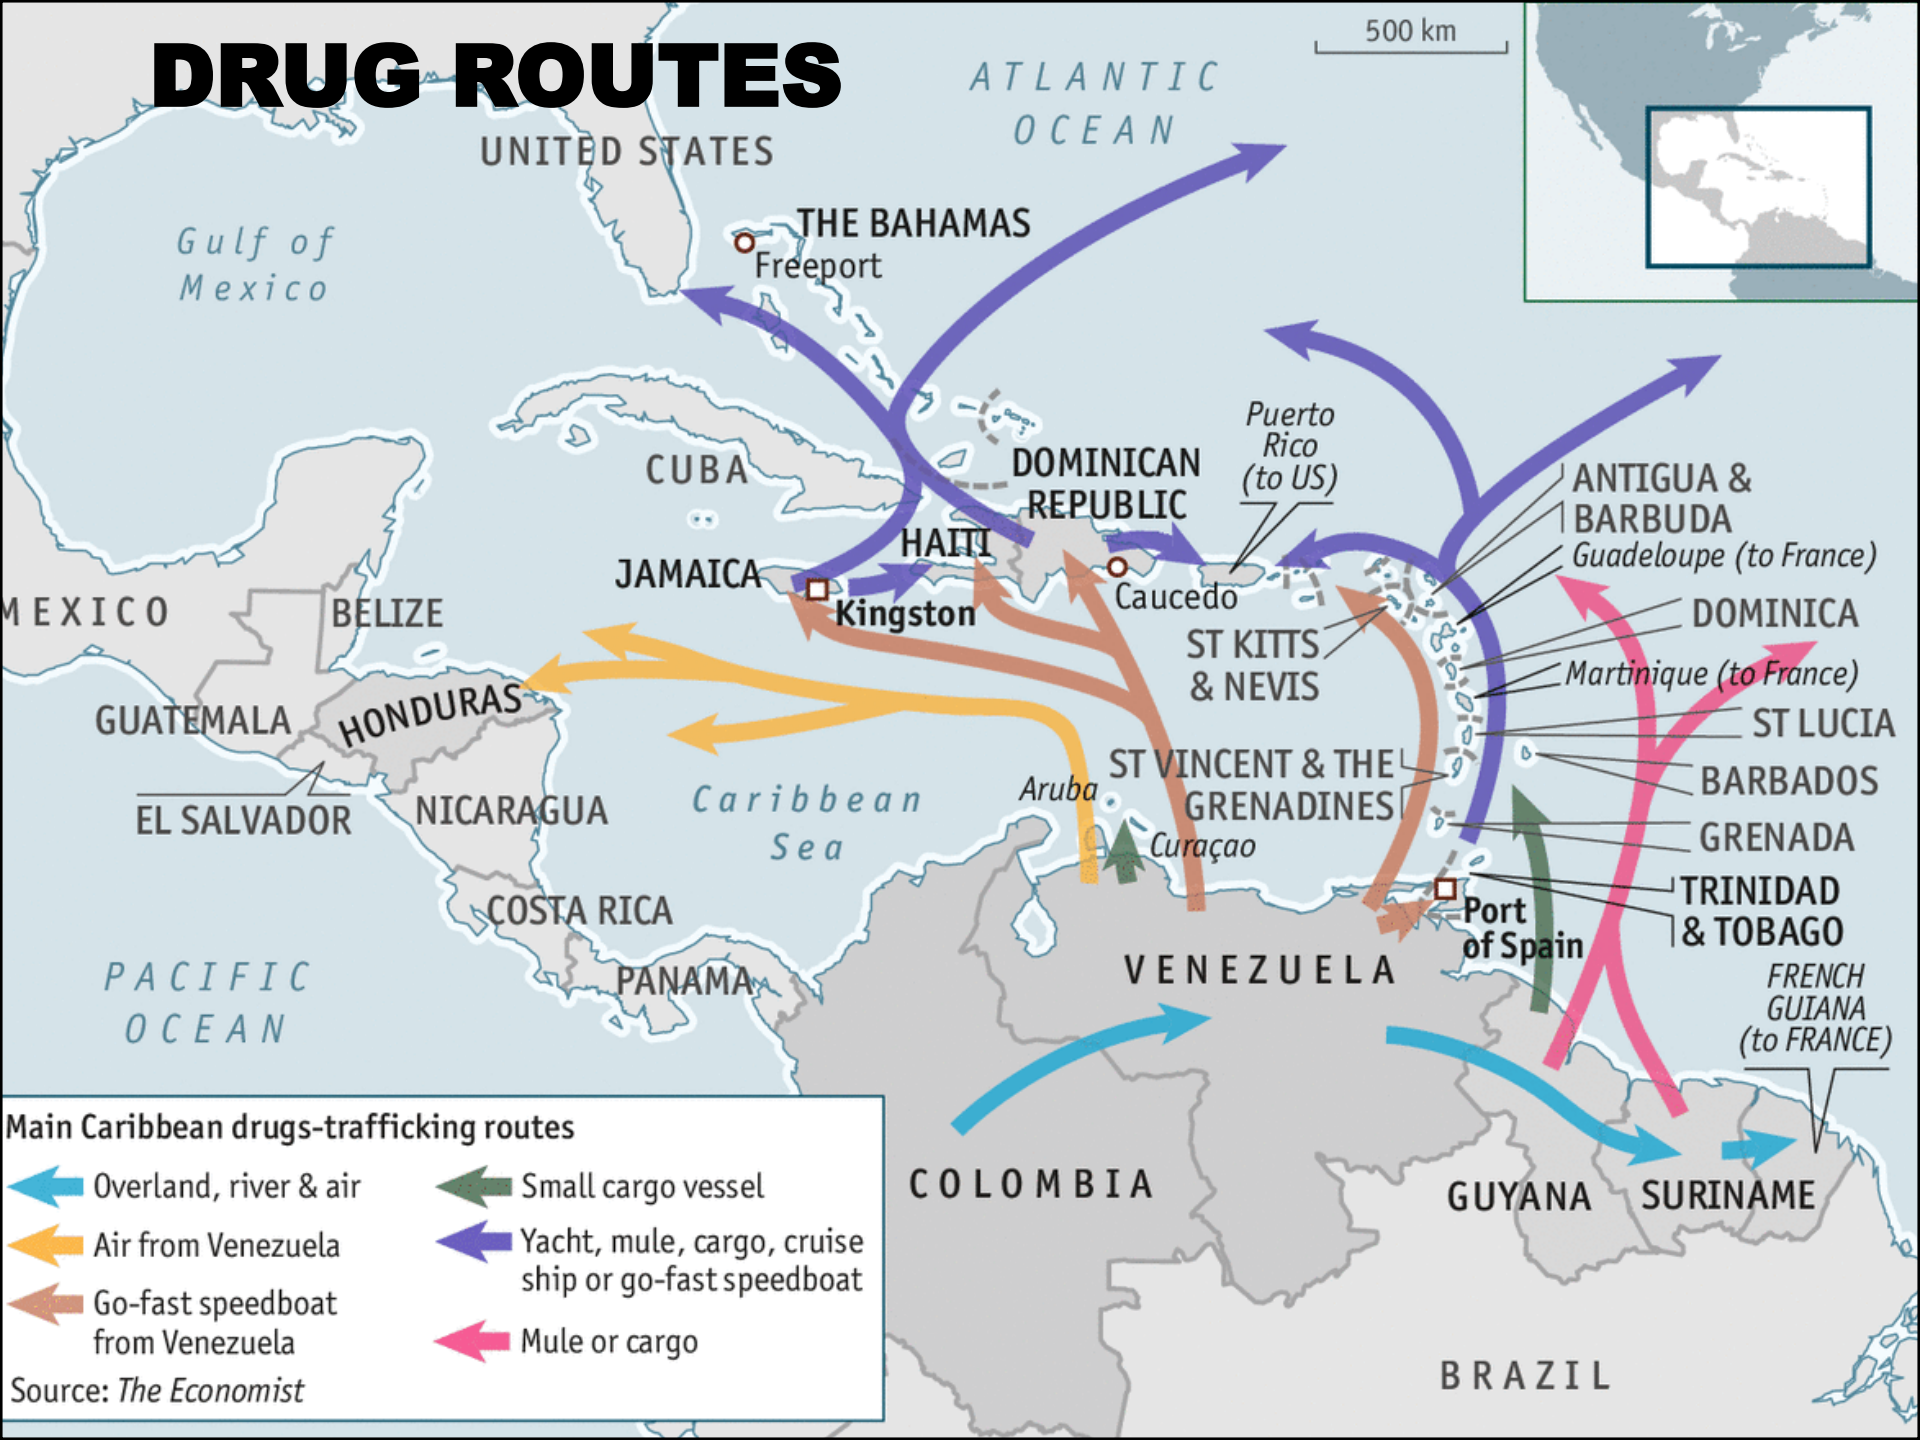 DRUG ROUTES
500 km
ATLANTIC
OCEAN
UNITED STATES
Gulf of
Mexico
THE BAHAMAS
Freeport
CUBA
DOMINICAN
REPUBLIC
Puerto
Rico
(to US)
HAITI
JAMAICA
Kingston
Caucedo
ANTIGUA &
BARBUDA
Guadeloupe (to France)
DOMINICA
Martinique (to France)
ST LUCIA
BARBADOS
GRENADA
TRINIDAD
& TOBAGO
ST KITTS
& NEVIS
ST VINCENT & THE
GRENADINES
MEXICO
BELIZE
GUATEMALA
HONDURAS
EL SALVADOR
NICARAGUA
Caribbean
Sea
Aruba
Curaçao
COSTA RICA
PANAMA
PACIFIC
OCEAN
Port
of Spain
VENEZUELA
FRENCH
GUIANA
(to FRANCE)
COLOMBIA
GUYANA
SURINAME
BRAZIL
Main Caribbean drugs-trafficking routes
Overland, river & air
Air from Venezuela
Go-fast speedboat
from Venezuela
Small cargo vessel
Yacht, mule, cargo, cruise
ship or go-fast speedboat
Mule or cargo
Source: The Economist